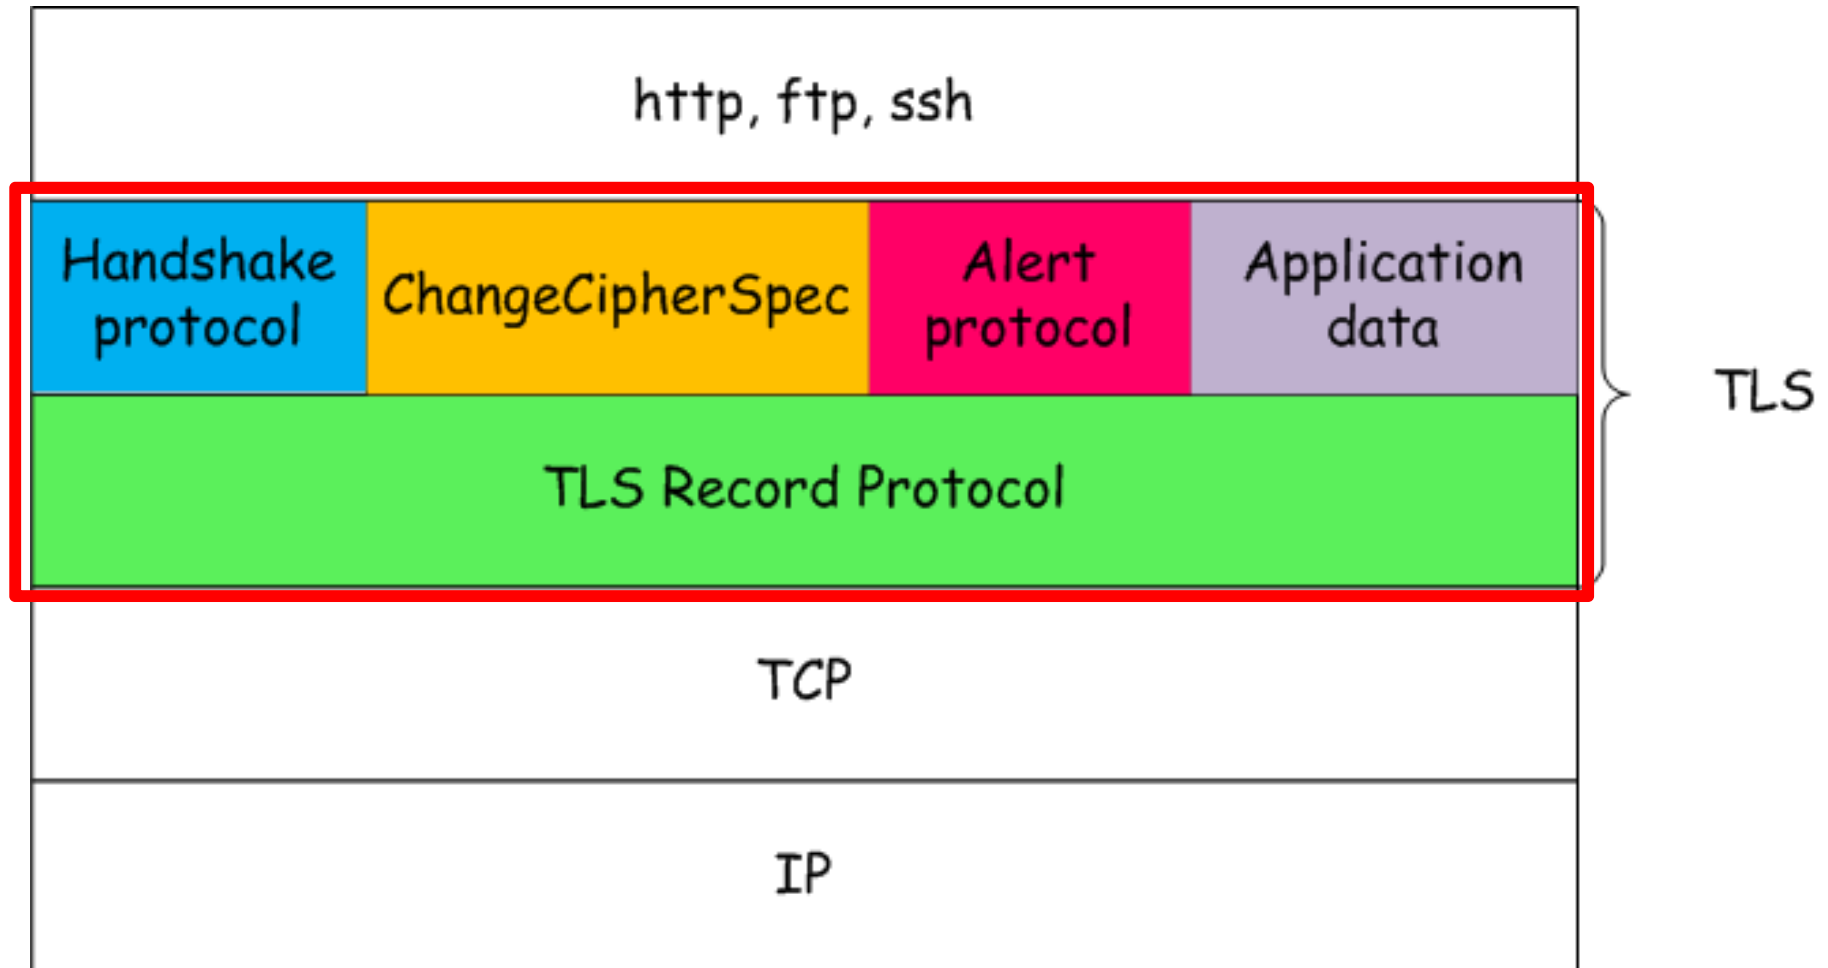 http, ftp, ssh
Handshake
protocol
ChangeCipherSpec
Alert
protocol
Application
data
TLS
TLS Record Protocol
TCP
IP